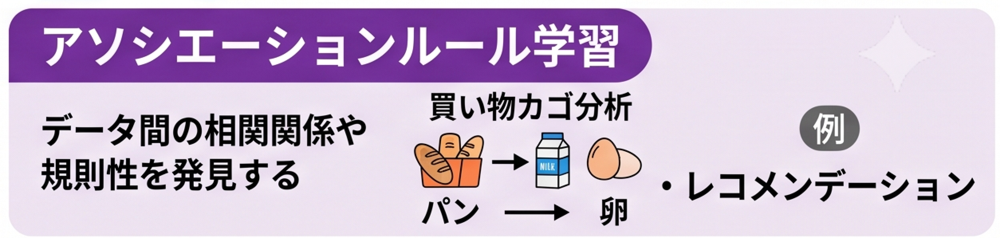 アソシエーションルール学習
データ間の相関関係や
規則性を発見する
買い物カゴ分析
NILK
パン → 卵
例
・レコメンデーション